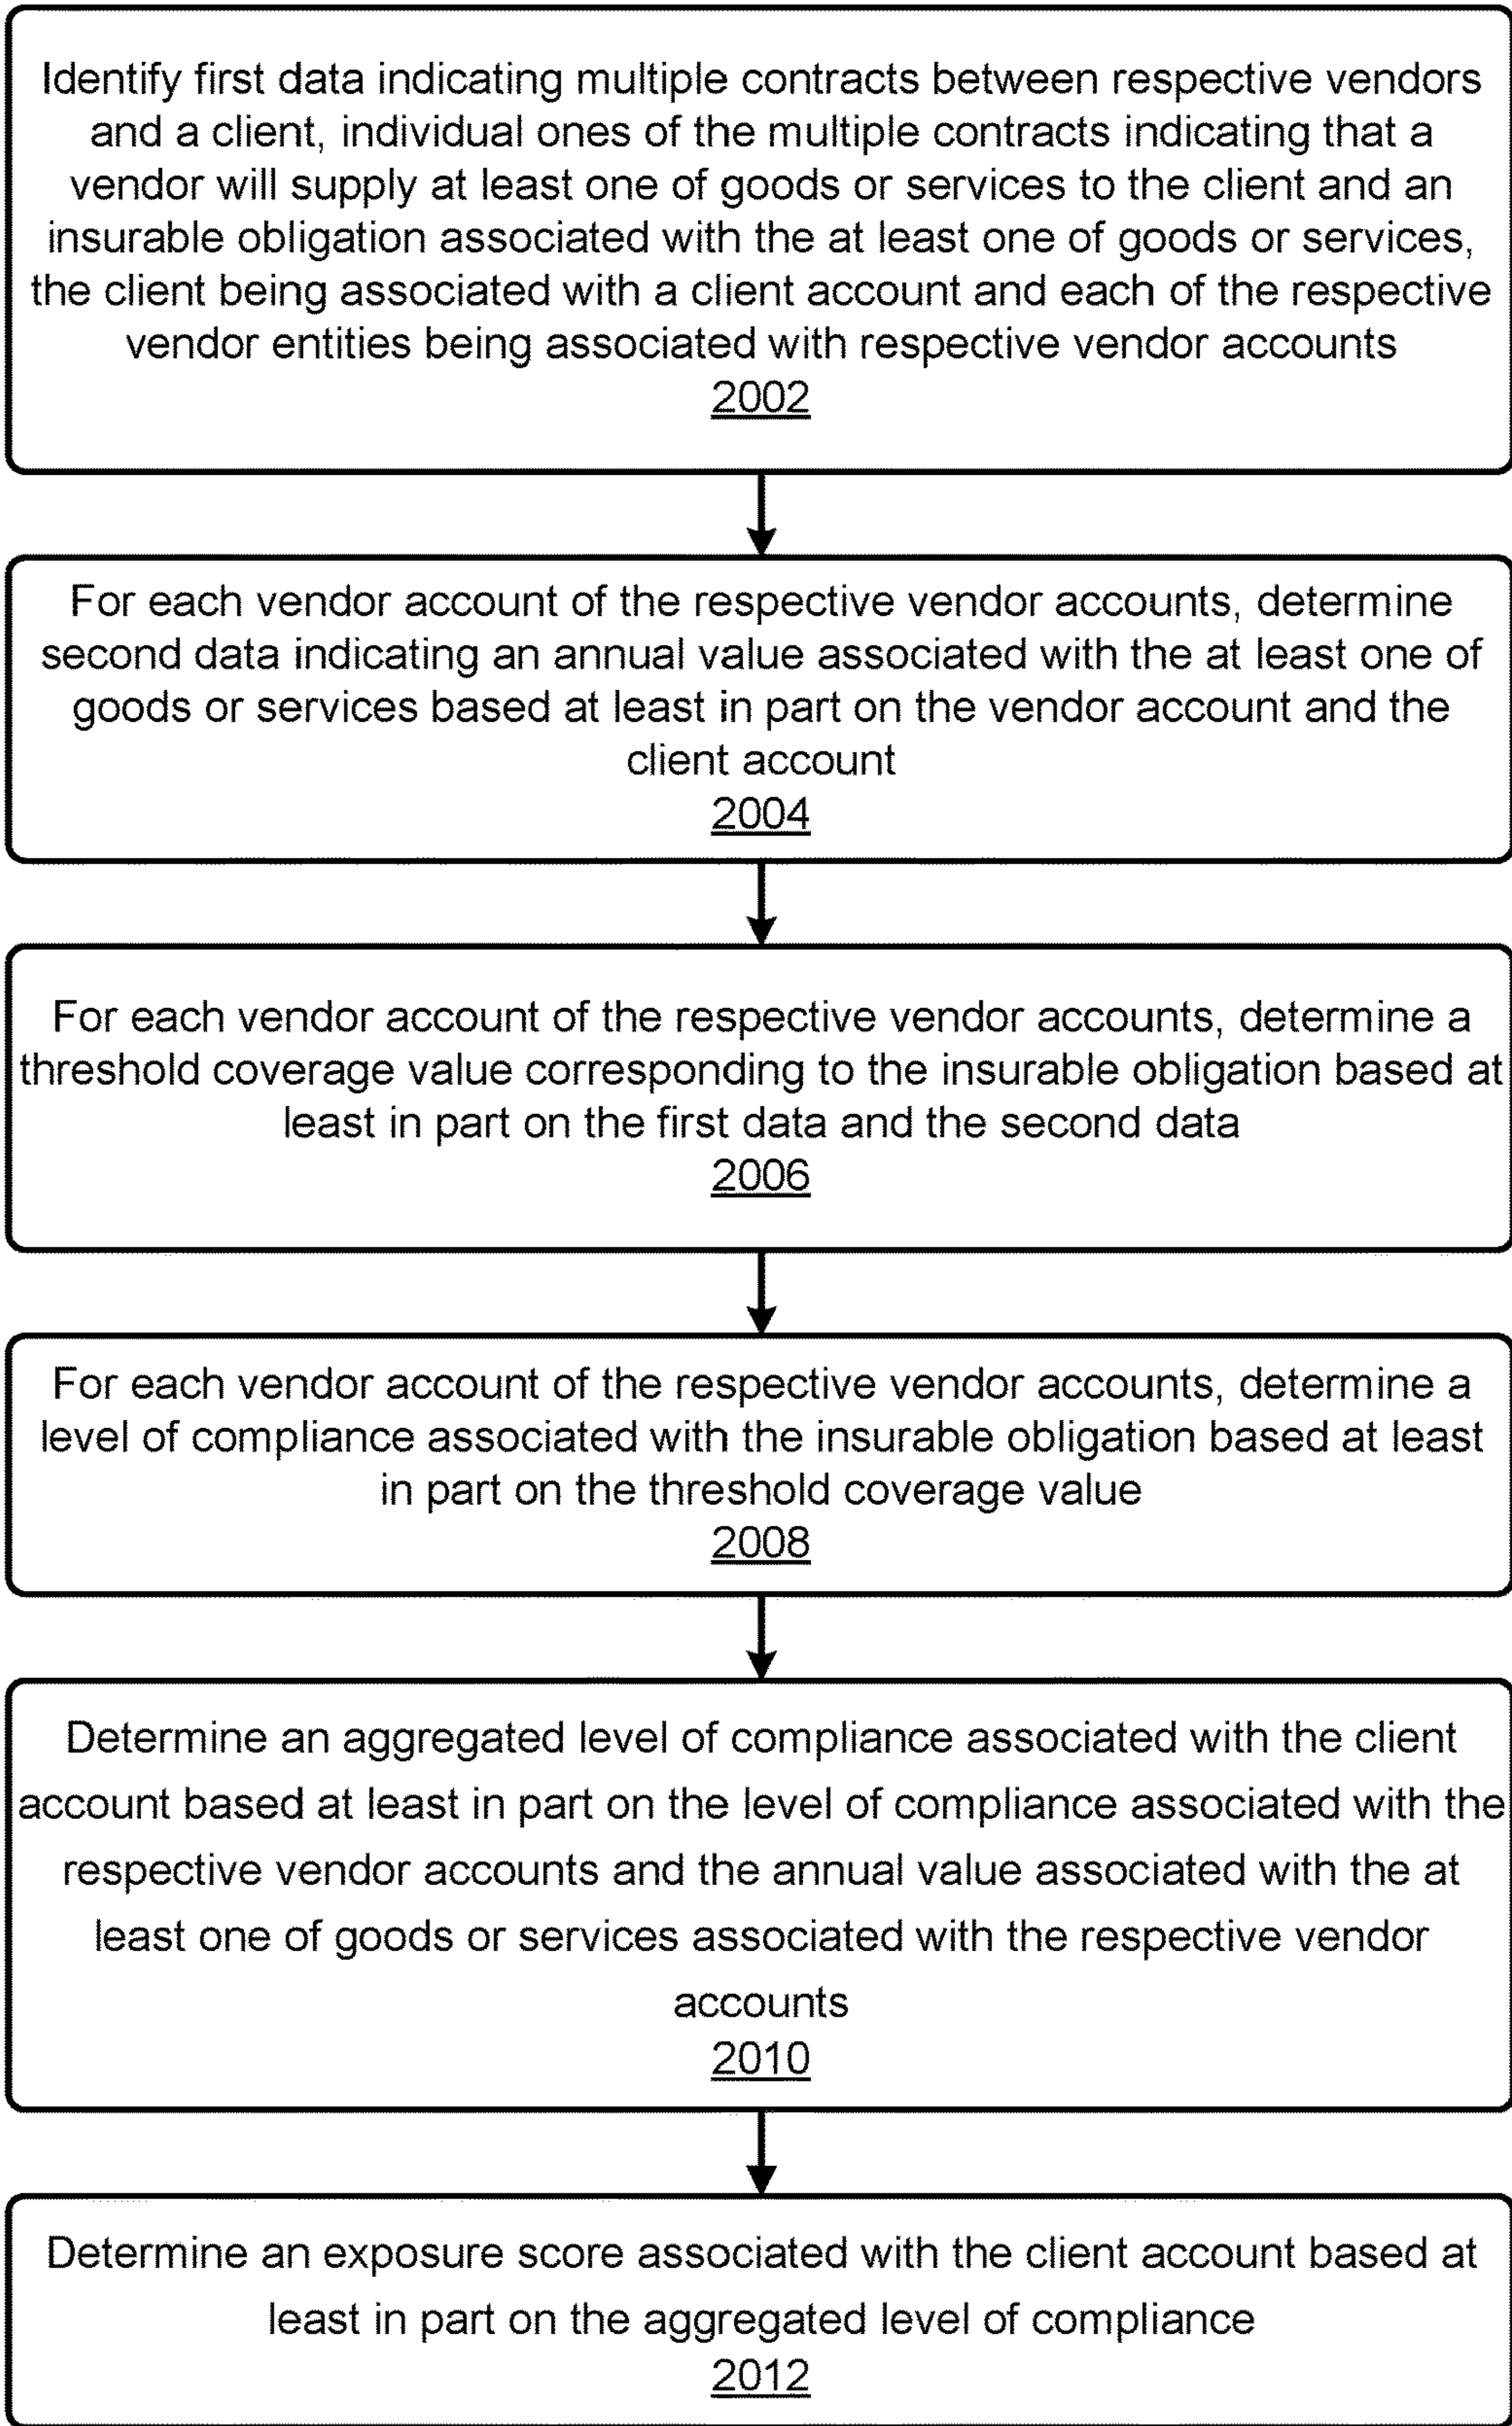 Identify first data indicating multiple contracts between respective vendors
and a client, individual ones of the multiple contracts indicating that a
vendor will supply at least one of goods or services to the client and an
insurable obligation associated with the at least one of goods or services,
the client being associated with a client account and each of the respective
vendor entities being associated with respective vendor accounts
2002
For each vendor account of the respective vendor accounts, determine
second data indicating an annual value associated with the at least one of
goods or services based at least in part on the vendor account and the
client account
2004
For each vendor account of the respective vendor accounts, determine a
threshold coverage value corresponding to the insurable obligation based at
least in part on the first data and the second data
2006
For each vendor account of the respective vendor accounts, determine a
level of compliance associated with the insurable obligation based at least
in part on the threshold coverage value
2008
Determine an aggregated level of compliance associated with the client
account based at least in part on the level of compliance associated with the
respective vendor accounts and the annual value associated with the at
least one of goods or services associated with the respective vendor
accounts
2010
Determine an exposure score associated with the client account based at
least in part on the aggregated level of compliance
2012